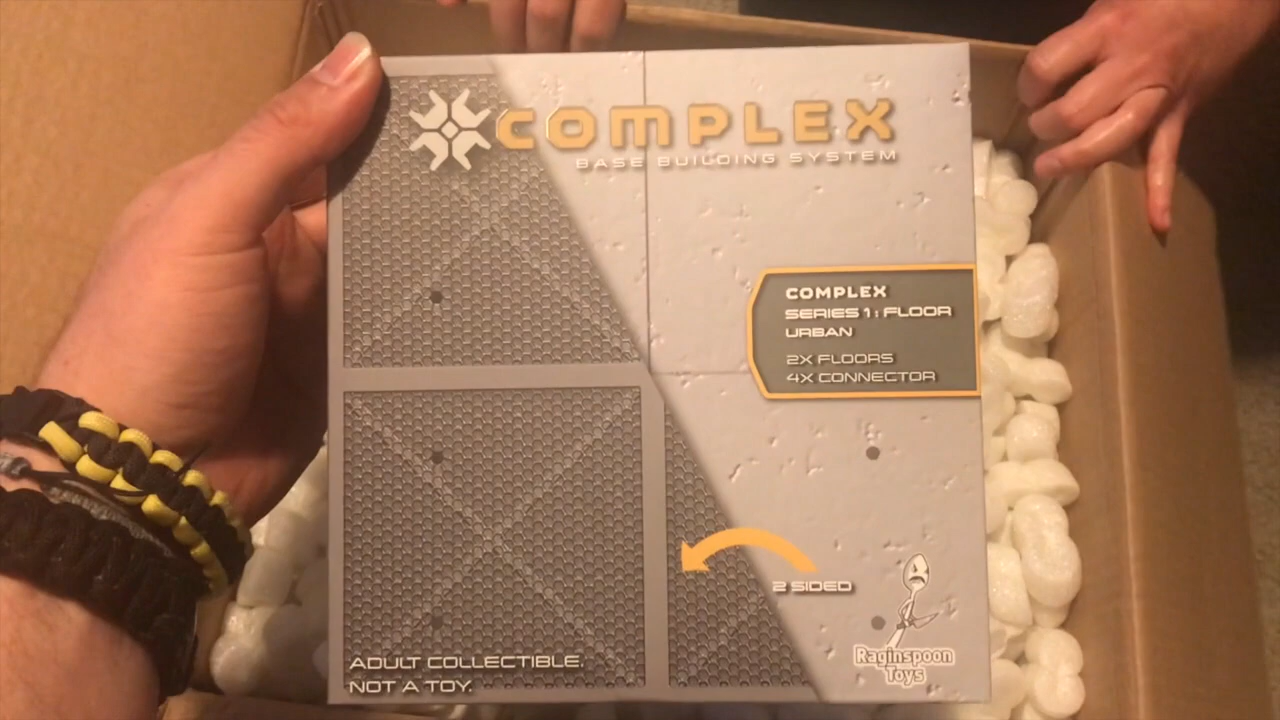 COMPLEX
BASE BUILDING SYSTEM
COMPLEX
SERIES 1: FLOOR
URBAN
2X FLOORS
4X CONNECTOR
2 SIDED
ADULT COLLECTIBLE.
NOT A TOY.
Raginspoon
Toys